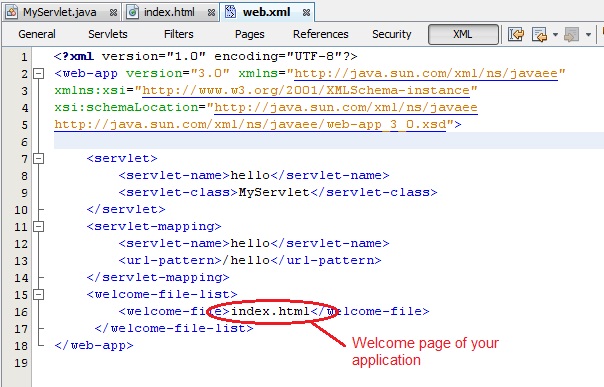 MyServlet.java index.html web.xml
General Servlets Filters Pages References Security XML
1 <?xml version="1.0" encoding="UTF-8"?>
2 <web-app version="3.0" xmlns="http://java.sun.com/xml/ns/javaee"
3 xmlns:xsi="http://www.w3.org/2001/XMLSchema-instance"
4 xsi:schemaLocation="http://java.sun.com/xml/ns/javaee
5 http://java.sun.com/xml/ns/javaee/web-app_3_0.xsd">
6
7 <servlet>
8 <servlet-name>hello</servlet-name>
9 <servlet-class>MyServlet</servlet-class>
10 </servlet>
11 <servlet-mapping>
12 <servlet-name>hello</servlet-name>
13 <url-pattern>/hello</url-pattern>
14 </servlet-mapping>
15 <welcome-file-list>
16 <welcome-file>index.html</welcome-file>
17 </welcome-file-list>
18 </web-app>
19
Welcome page of your
application